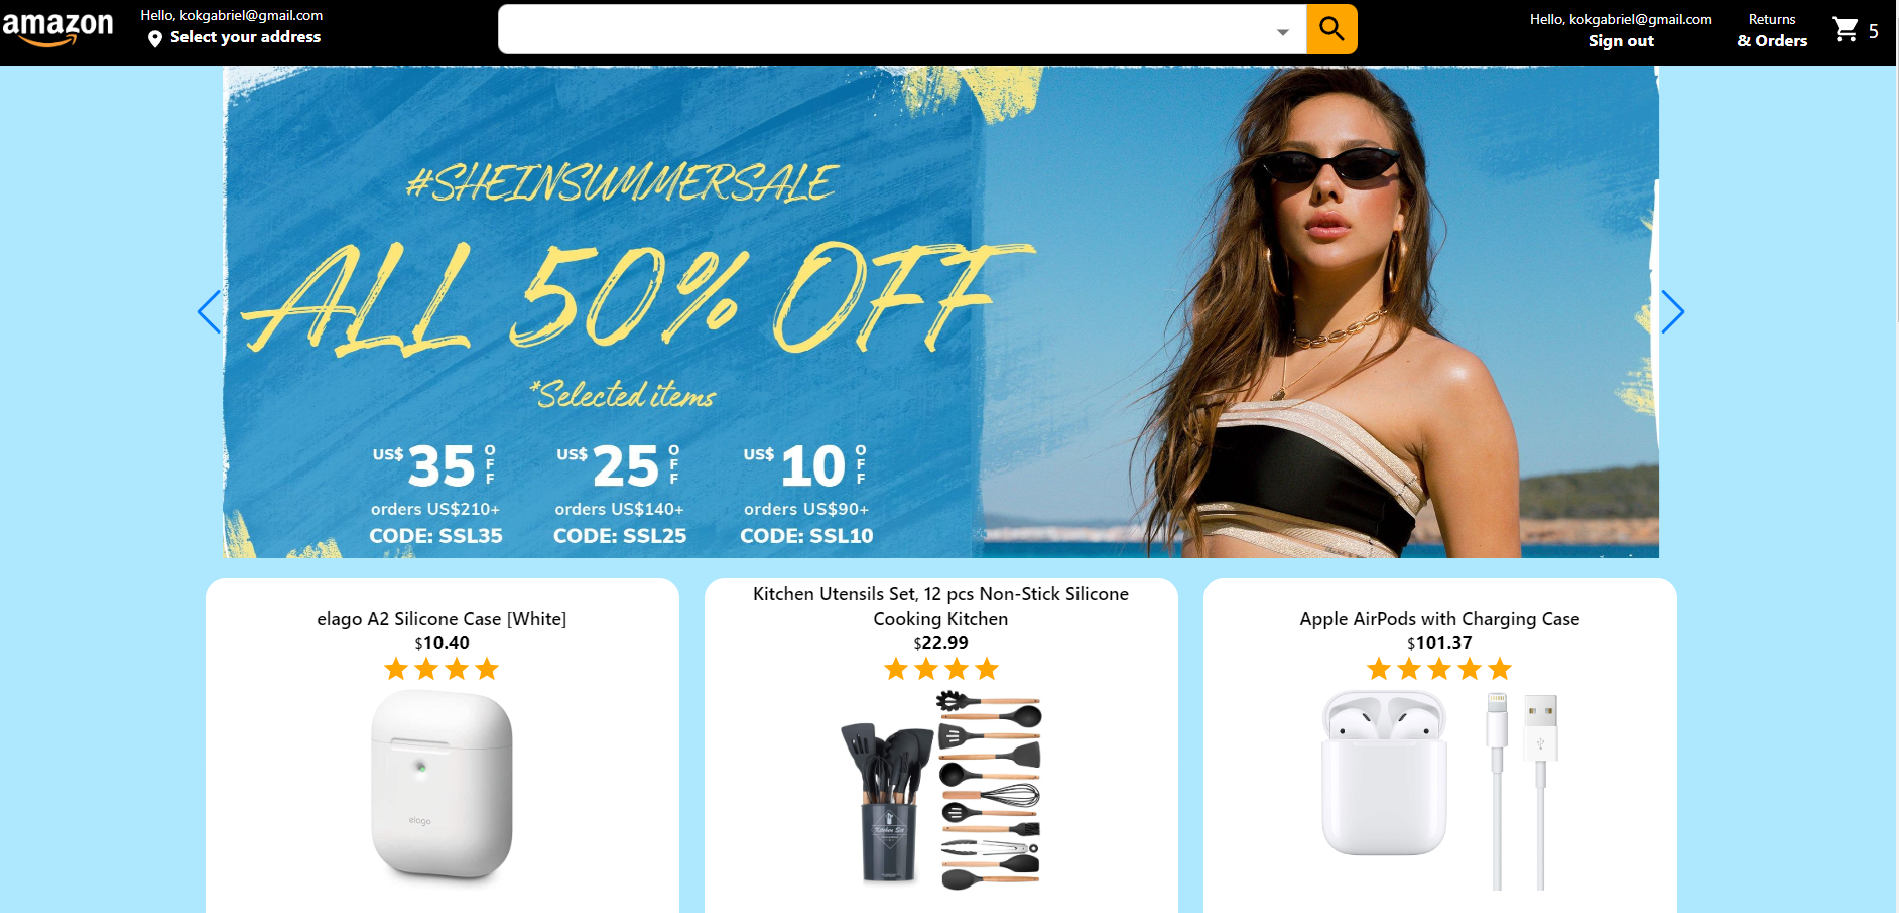 amazon
Hello, kokgabriel@gmail.com
Select your address
Hello, kokgabriel@gmail.com
Sign out
Returns
& Orders
5
#SHEINSUMMERSALE
ALL 50% OFF
*Selected items
US$ 35 OFF
orders US$210+
CODE: SSL35
US$ 25 OFF
orders US$140+
CODE: SSL25
US$ 10 OFF
orders US$90+
CODE: SSL10
elago A2 Silicone Case [White]
$10.40
elago
Kitchen Utensils Set, 12 pcs Non-Stick Silicone
Cooking Kitchen
$22.99
Kitchen Set
Apple AirPods with Charging Case
$101.37